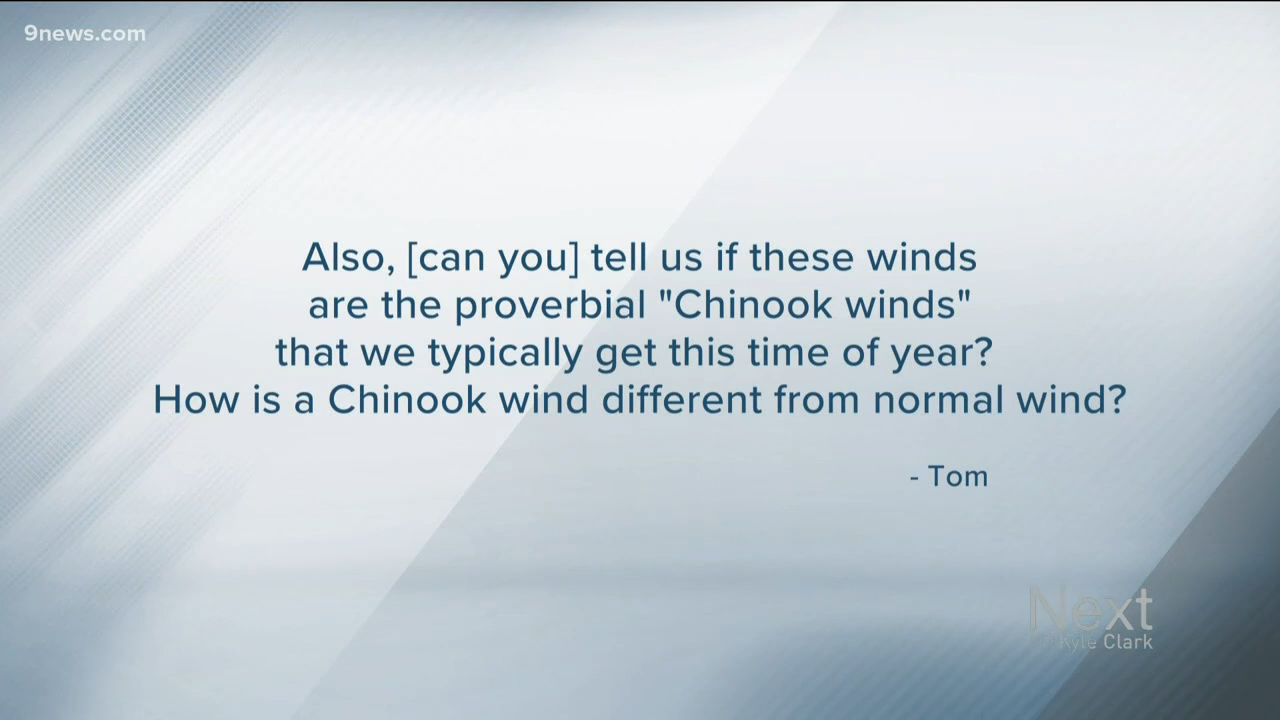 9news.com
Also, [can you] tell us if these winds
are the proverbial "Chinook winds"
that we typically get this time of year?
How is a Chinook wind different from normal wind?
- Tom
Next
Kyle Clark